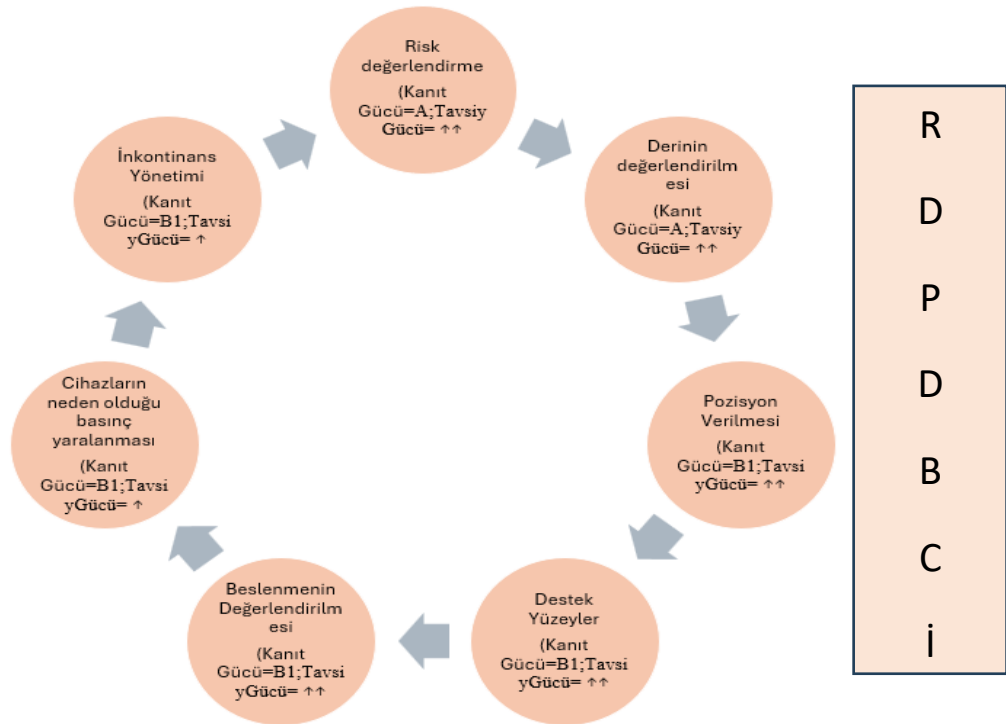 Risk
değerlendirme
(Kanıt
Gücü=A;Tavsiy
Gücü= ↑↑
Derinin
değerlendirilm
esi
(Kanıt
Gücü=A;Tavsiy
Gücü= ↑↑
Pozisyon
Verilmesi
(Kanıt
Gücü=B1;Tavsi
yGücü= ↑↑
Destek
Yüzeyler
(Kanıt
Gücü=B1;Tavsi
yGücü= ↑↑
Beslenmenin
Değerlendirilm
esi
(Kanıt
Gücü=B1;Tavsi
yGücü= ↑↑
Cihazların
neden olduğu
basınç
yaralanması
(Kanıt
Gücü=B1;Tavsi
yGücü= ↑
İnkontinans
Yönetimi
(Kanıt
Gücü=B1;Tavsi
yGücü= ↑
R
D
P
D
B
C
İ